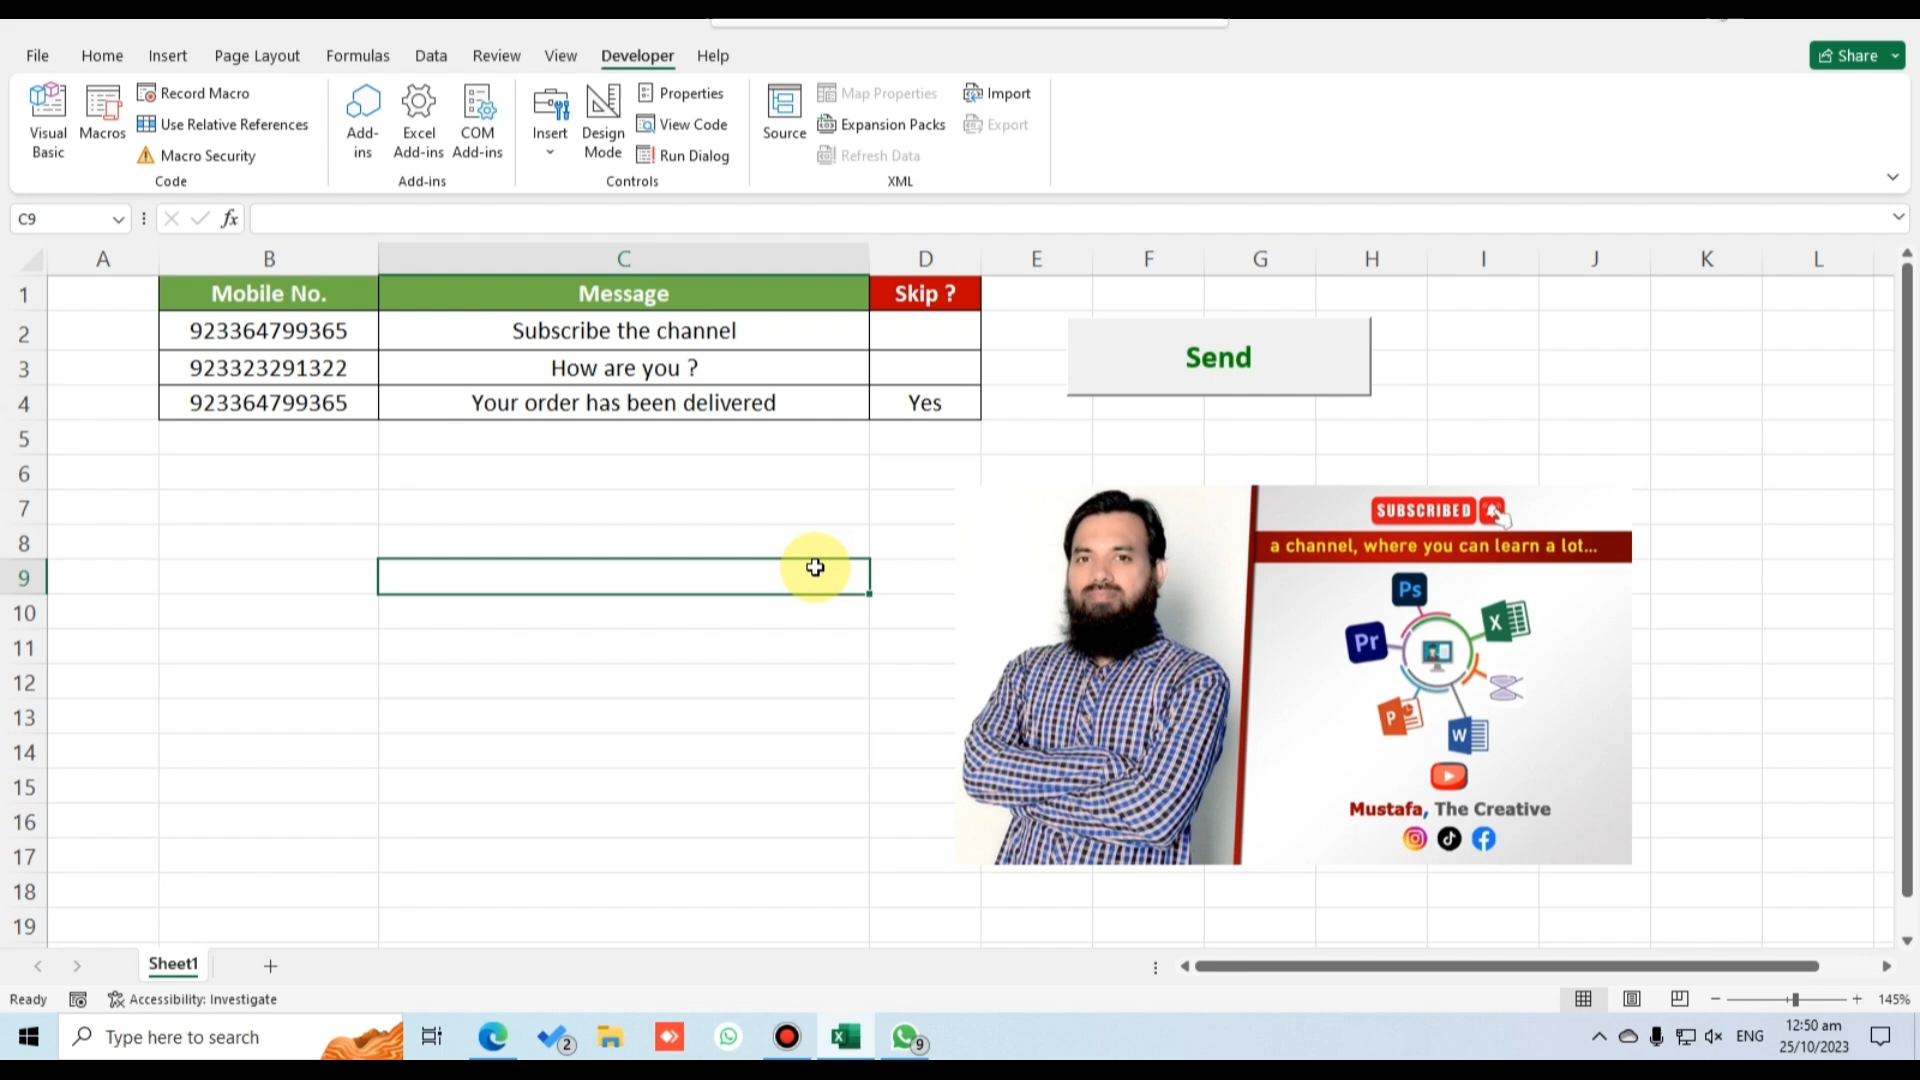 File Home Insert Page Layout Formulas Data Review View Developer Help Share
Visual Basic
Macros
Record Macro
Use Relative References
Macro Security
Code
Add-ins
Excel Add-ins
COM Add-ins
Add-ins
Insert
Design Mode
Properties
View Code
Run Dialog
Controls
Source
Map Properties
Expansion Packs
Refresh Data
Import
Export
XML
C9 fx
A B C D E F G H I J K L
1 Mobile No. Message Skip ?
2 923364799365 Subscribe the channel
3 923323291322 How are you ?
4 923364799365 Your order has been delivered Yes
Send
5
6
7
8
9
10
11
12
13
14
15
16
17
18
19
SUBSCRIBED
a channel, where you can learn a lot...
Ps
X
Pr
P
W
Mustafa, The Creative
Sheet1
Ready Accessibility: Investigate 145%
Type here to search 2 9 ENG 12:50 am
25/10/2023